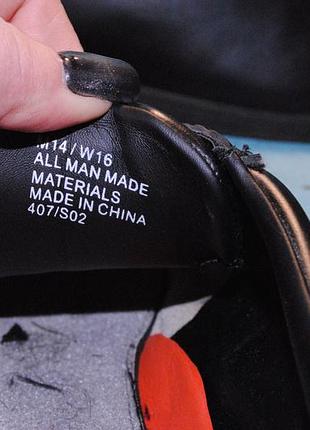 M14/W16
ALL MAN MADE
MATERIALS
MADE IN CHINA
407/S02